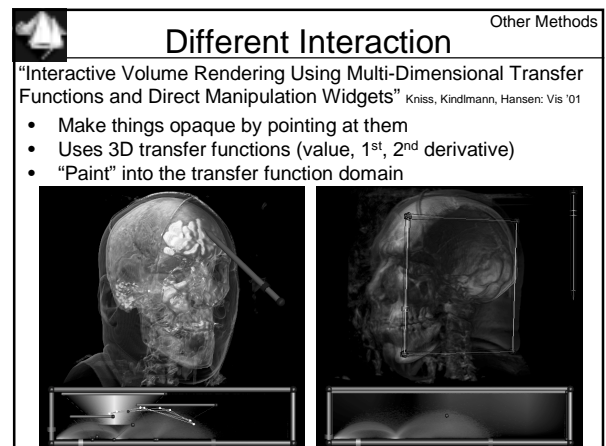 Other Methods
Different Interaction
“Interactive Volume Rendering Using Multi-Dimensional Transfer
Functions and Direct Manipulation Widgets” Kniss, Kindlmann, Hansen: Vis '01
• Make things opaque by pointing at them
• Uses 3D transfer functions (value, 1st, 2nd derivative)
• “Paint” into the transfer function domain